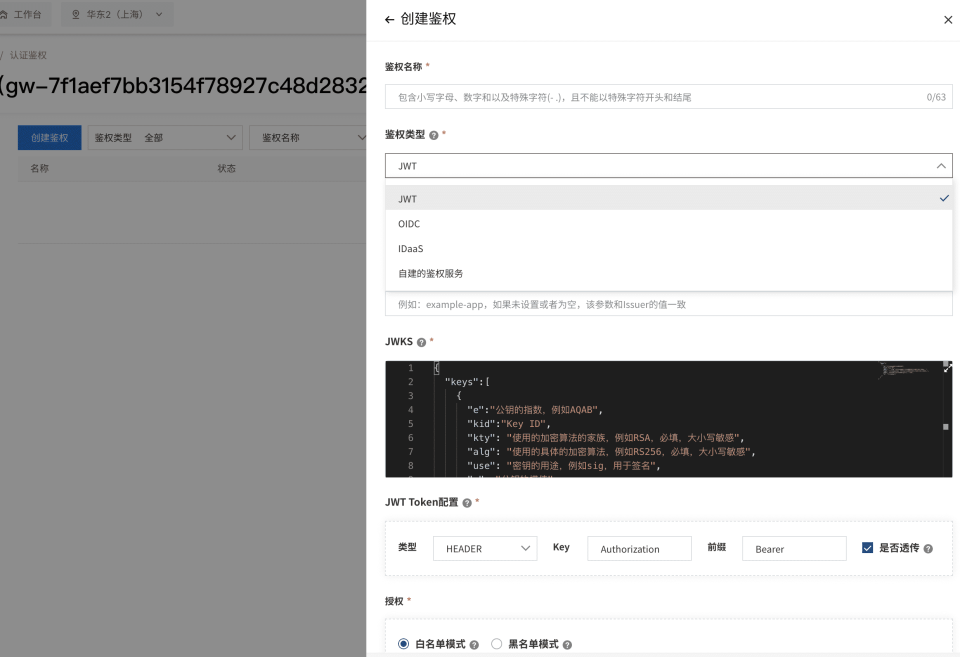 工作台 华东2（上海）
/ 认证鉴权
(gw-7f1aef7bb3154f78927c48d2832
创建鉴权 鉴权类型 全部 鉴权名称
名称 状态
← 创建鉴权 ×
鉴权名称 *
包含小写字母、数字和以及特殊字符(- .)，且不能以特殊字符开头和结尾 0/63
鉴权类型 ? *
JWT
JWT
OIDC
IDaaS
自建的鉴权服务
例如：example-app，如果未设置或者为空，该参数和Issuer的值一致
JWKS ? *
1 {
2 "keys":[
3 {
4 "e":"公钥的指数，例如AQAB",
5 "kid":"Key ID",
6 "kty": "使用的加密算法的家族，例如RSA，必填，大小写敏感",
7 "alg": "使用的具体的加密算法，例如RS256，必填，大小写敏感",
8 "use": "密钥的用途，例如sig，用于签名",
JWT Token配置 ? *
类型 HEADER Key Authorization 前缀 Bearer 是否透传 ?
授权 *
白名单模式 ? 黑名单模式 ?